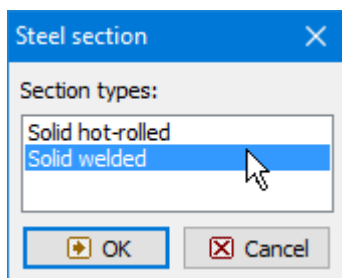 Steel section
Section types:
Solid hot-rolled
Solid welded
OK
Cancel